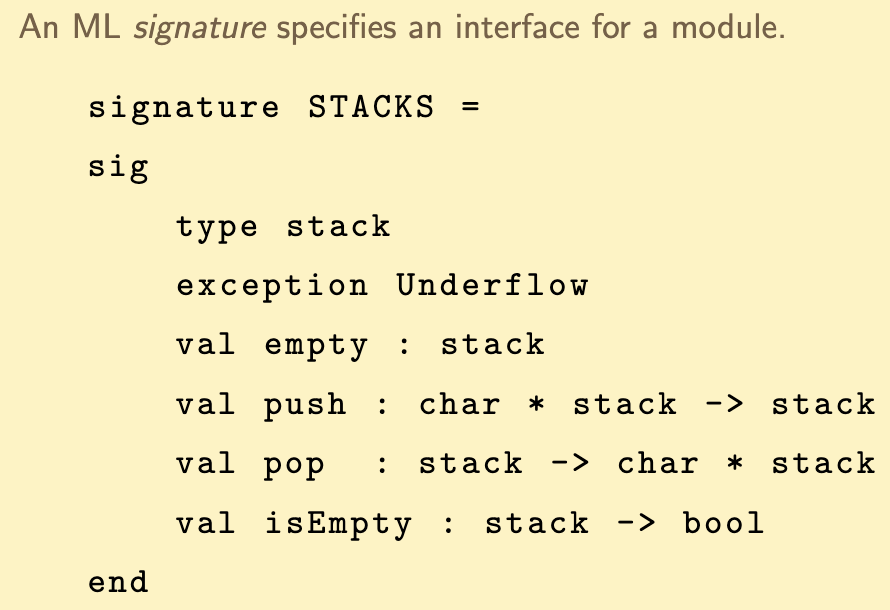 An ML signature specifies an interface for a module.
signature STACKS =
sig
    type stack
    exception Underflow
    val empty : stack
    val push : char * stack -> stack
    val pop  : stack -> char * stack
    val isEmpty : stack -> bool
end